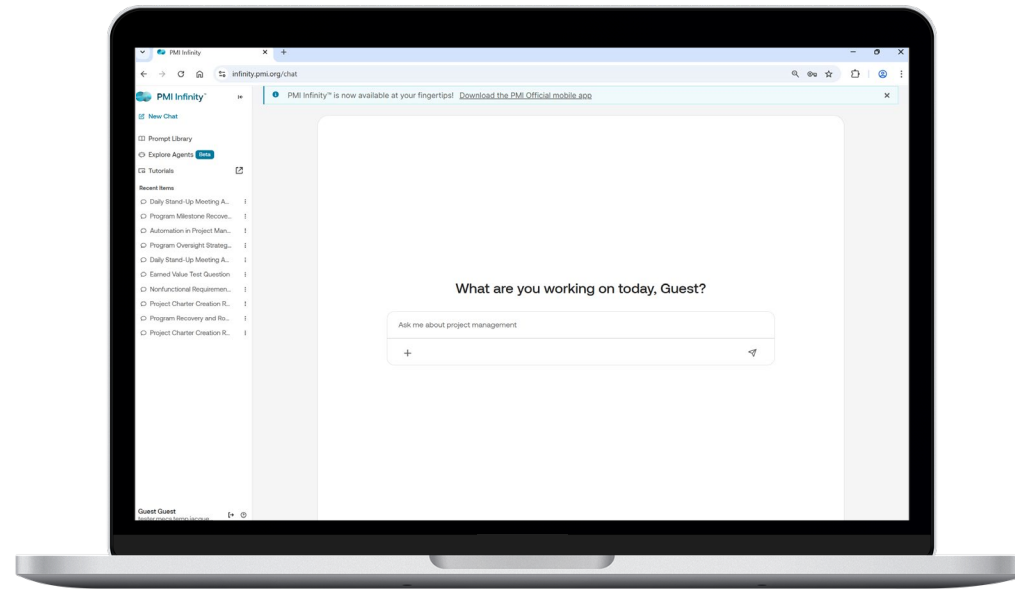 PMI Infinity
infinity.pmi.org/chat
PMI Infinity™
PMI Infinity™ is now available at your fingertips! Download the PMI Official mobile app
New Chat
Prompt Library
Explore Agents Beta
Tutorials
Recent Items
Daily Stand-Up Meeting A...
Program Milestone Recove...
Automation in Project Man...
Program Oversight Strateg...
Daily Stand-Up Meeting A...
Earned Value Test Question
Nonfunctional Requiremen...
Project Charter Creation R...
Program Recovery and Ro...
Project Charter Creation R...
What are you working on today, Guest?
Ask me about project management
Guest Guest